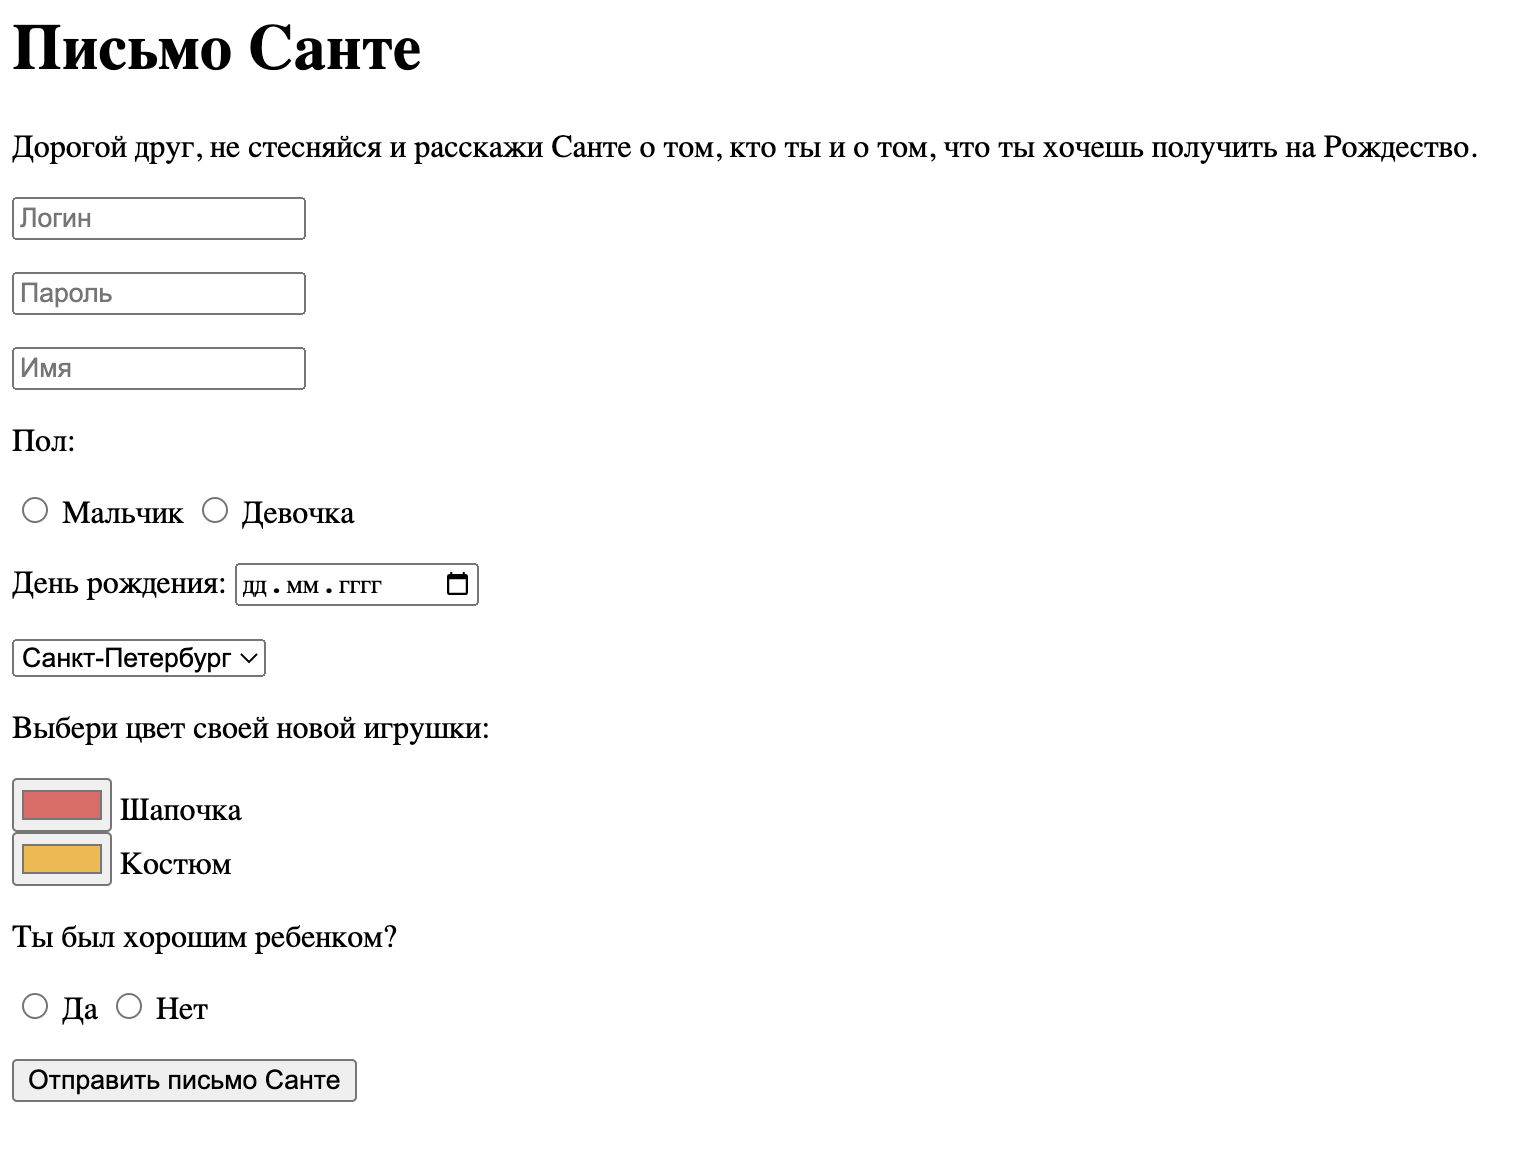 Письмо Санте
Дорогой друг, не стесняйся и расскажи Санте о том, кто ты и о том, что ты хочешь получить на Рождество.
Логин
Пароль
Имя
Пол:
Мальчик Девочка
День рождения: дд.мм.гггг
Санкт-Петербург
Выбери цвет своей новой игрушки:
Шапочка
Костюм
Ты был хорошим ребенком?
Да Нет
Отправить письмо Санте